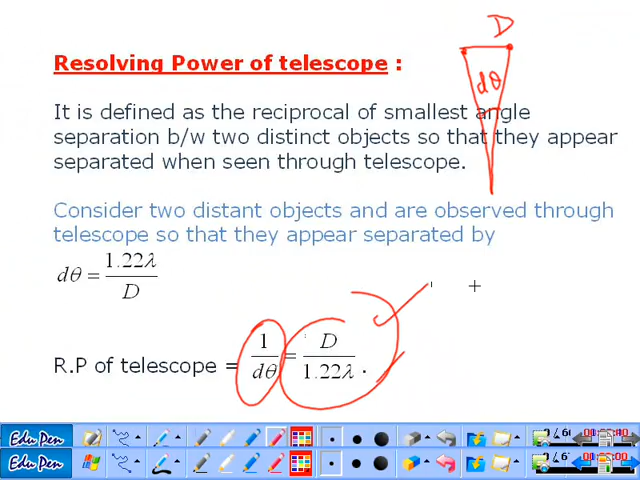 D
Resolving Power of telescope :
dθ
It is defined as the reciprocal of smallest angle
separation b/w two distinct objects so that they appear
separated when seen through telescope.
Consider two distant objects and are observed through
telescope so that they appear separated by
dθ = 1.22λ / D
R.P of telescope = 1/dθ = D / 1.22λ .
Edu Pen
Edu Pen